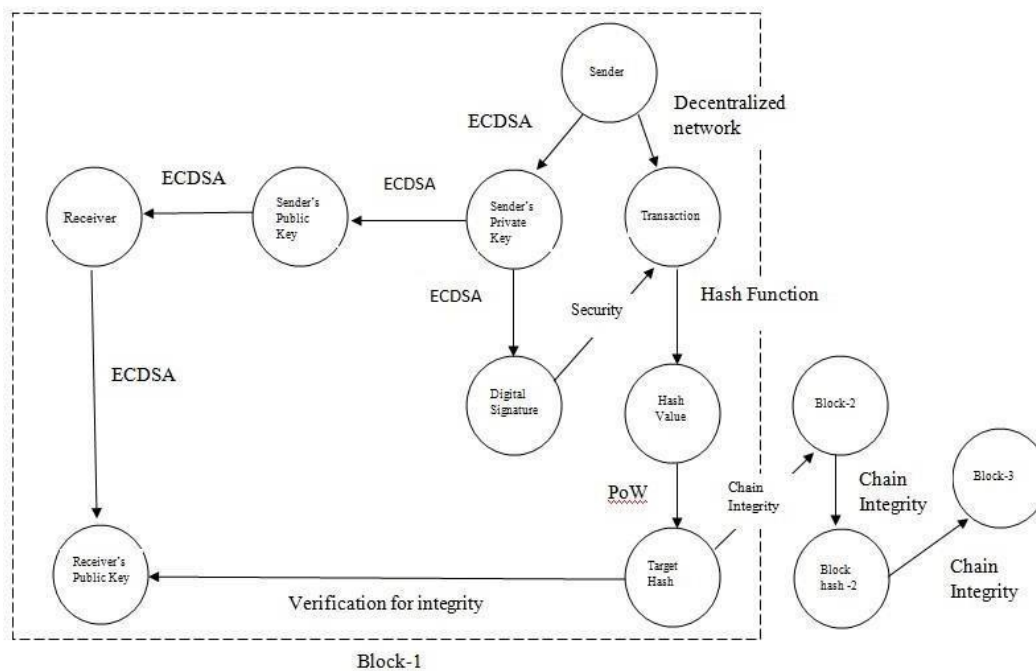 Sender
Decentralized
network
ECDSA
ECDSA
ECDSA
Receiver
Sender's
Public
Key
Sender's
Private
Key
Transaction
ECDSA
Security
Hash Function
ECDSA
Digital
Signature
Hash
Value
Block-2
PoW
Chain
Integrity
Chain
Integrity
Block-3
Receiver's
Public Key
Target
Hash
Block
hash -2
Chain
Integrity
Verification for integrity
Block-1